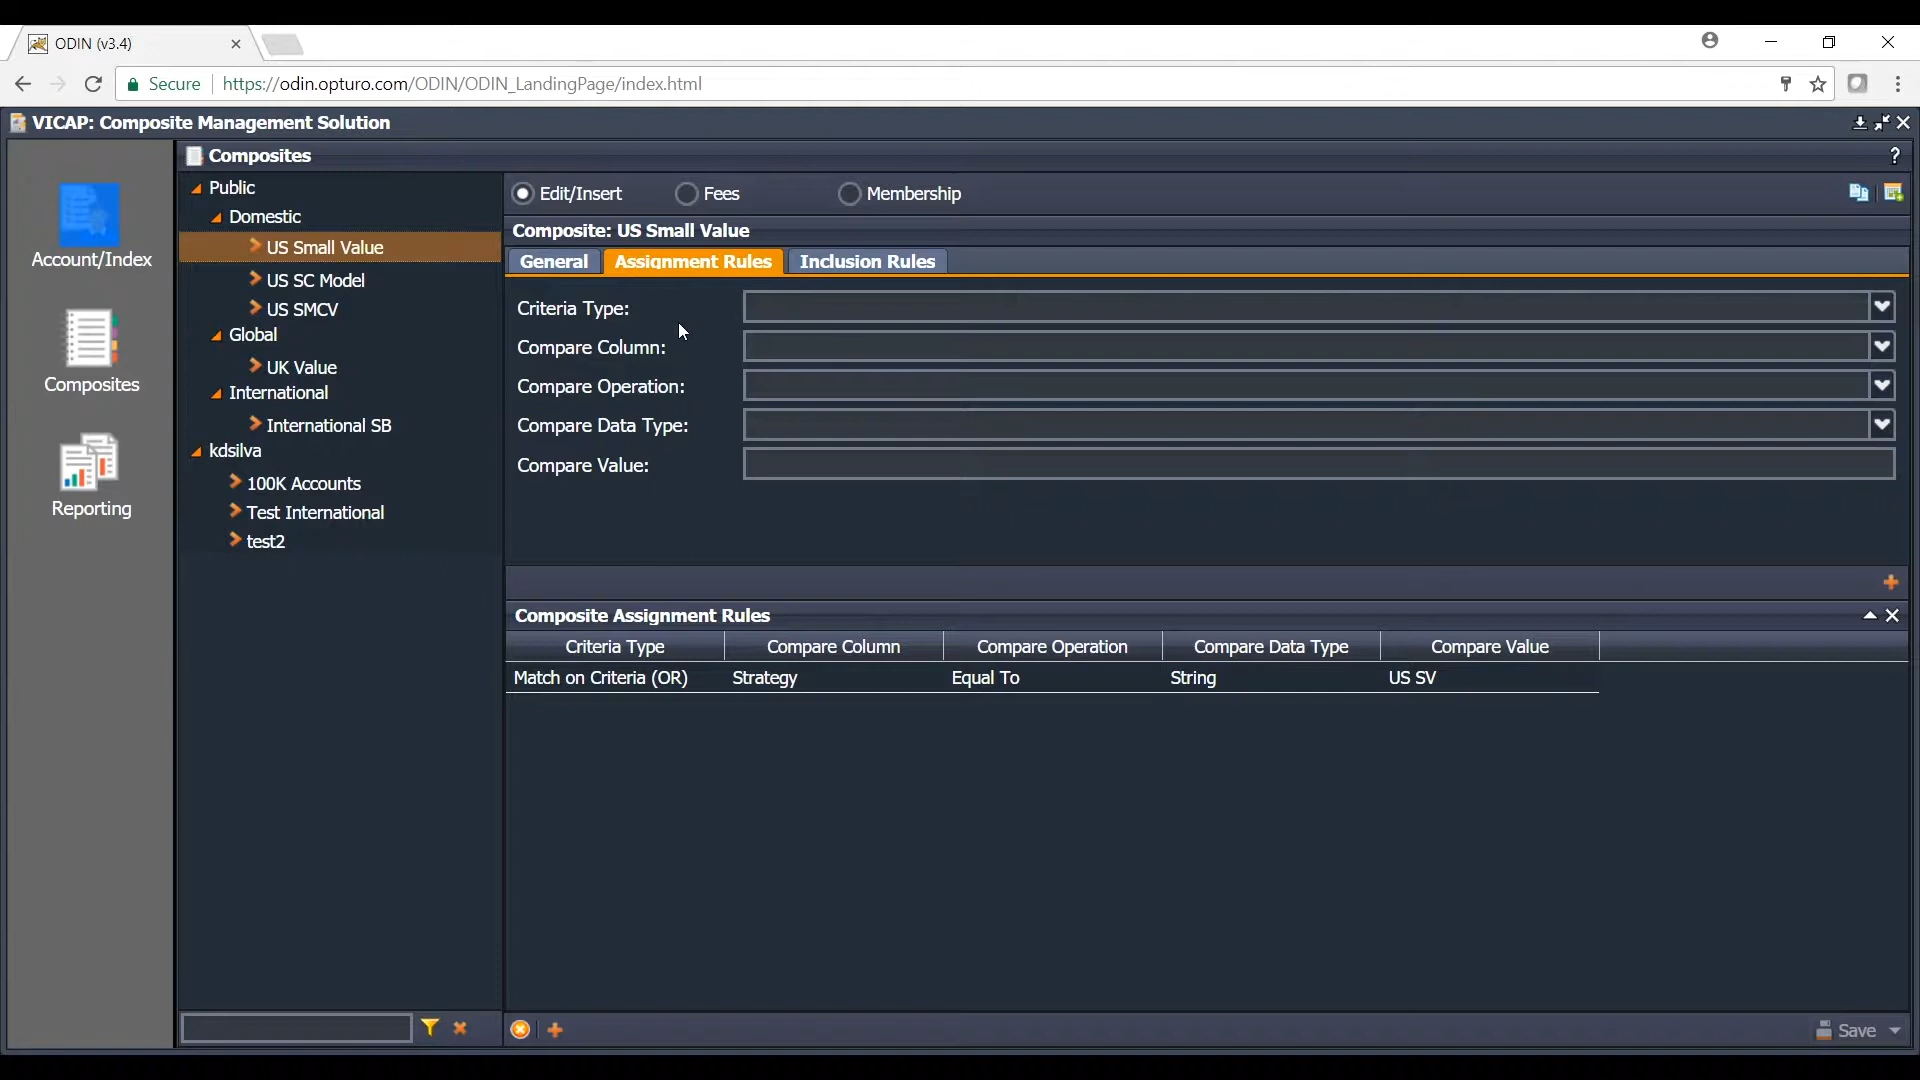 ODIN (v3.4)
Secure https://odin.opturo.com/ODIN/ODIN_LandingPage/index.html
VICAP: Composite Management Solution
Account/Index
Composites
Reporting
Composites ?
Public
Domestic
US Small Value
US SC Model
US SMCV
Global
UK Value
International
International SB
kdsilva
100K Accounts
Test International
test2
Edit/Insert Fees Membership
Composite: US Small Value
General Assignment Rules Inclusion Rules
Criteria Type:
Compare Column:
Compare Operation:
Compare Data Type:
Compare Value:
Composite Assignment Rules
Criteria Type Compare Column Compare Operation Compare Data Type Compare Value
Match on Criteria (OR) Strategy Equal To String US SV
Save